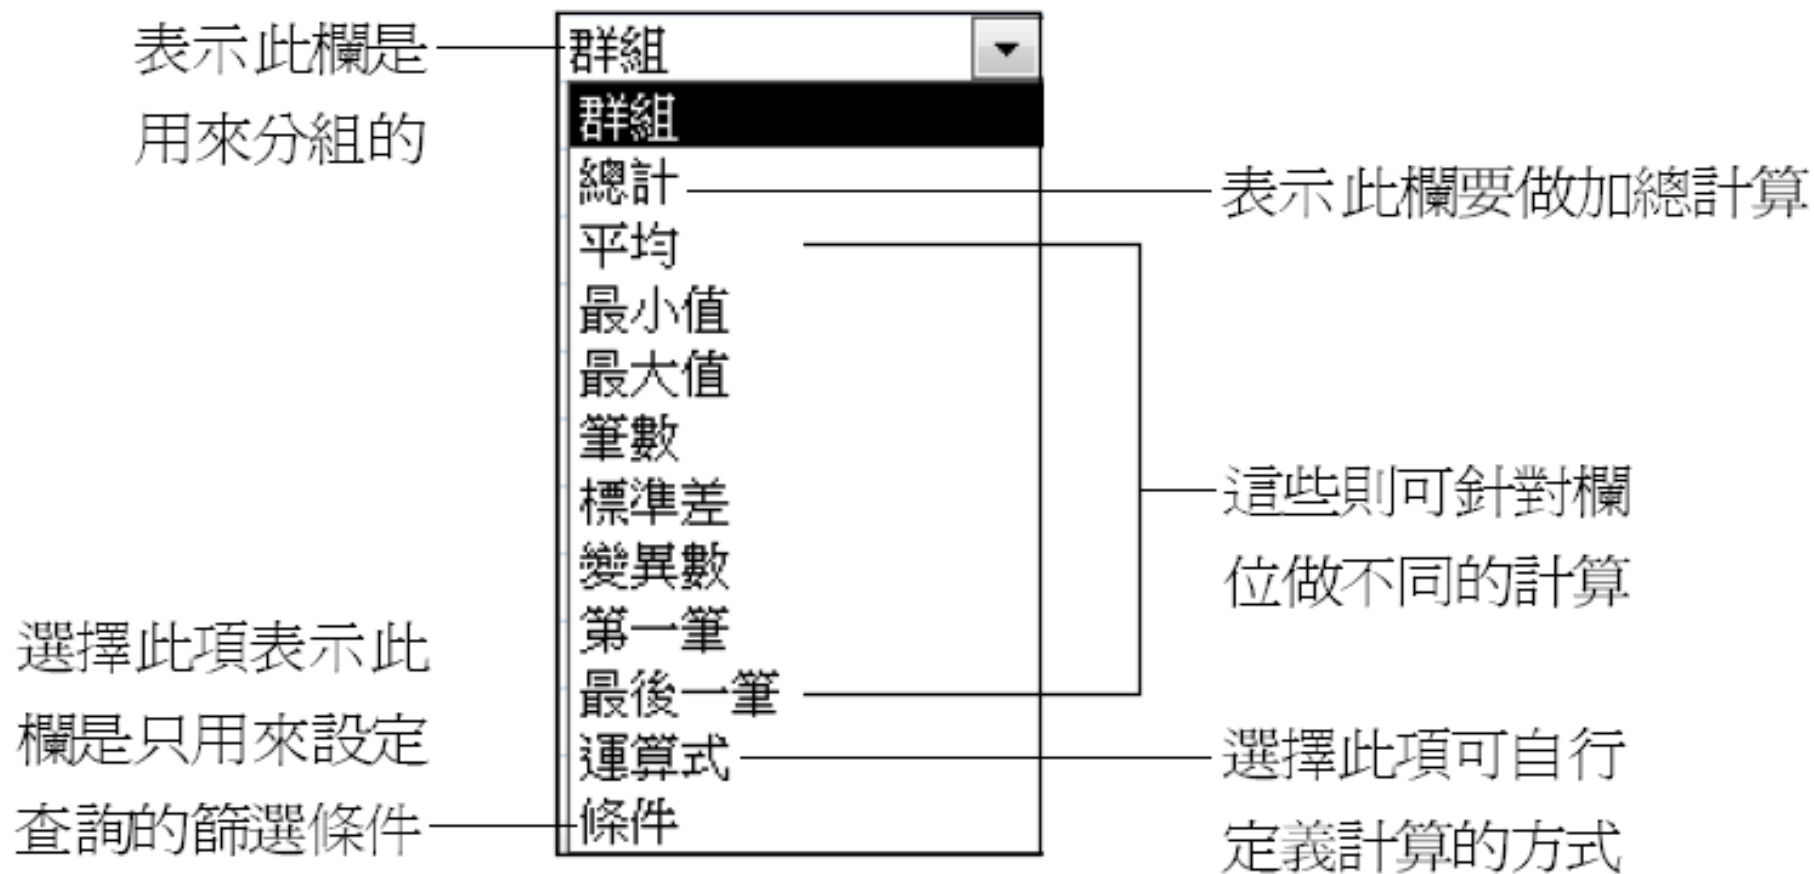 表示此欄是
用來分組的
群組
群組
總計
平均
最小值
最大值
筆數
標準差
變異數
第一筆
最後一筆
運算式
條件
表示此欄要做加總計算
這些則可針對欄
位做不同的計算
選擇此項表示此
欄是只用來設定
查詢的篩選條件
選擇此項可自行
定義計算的方式